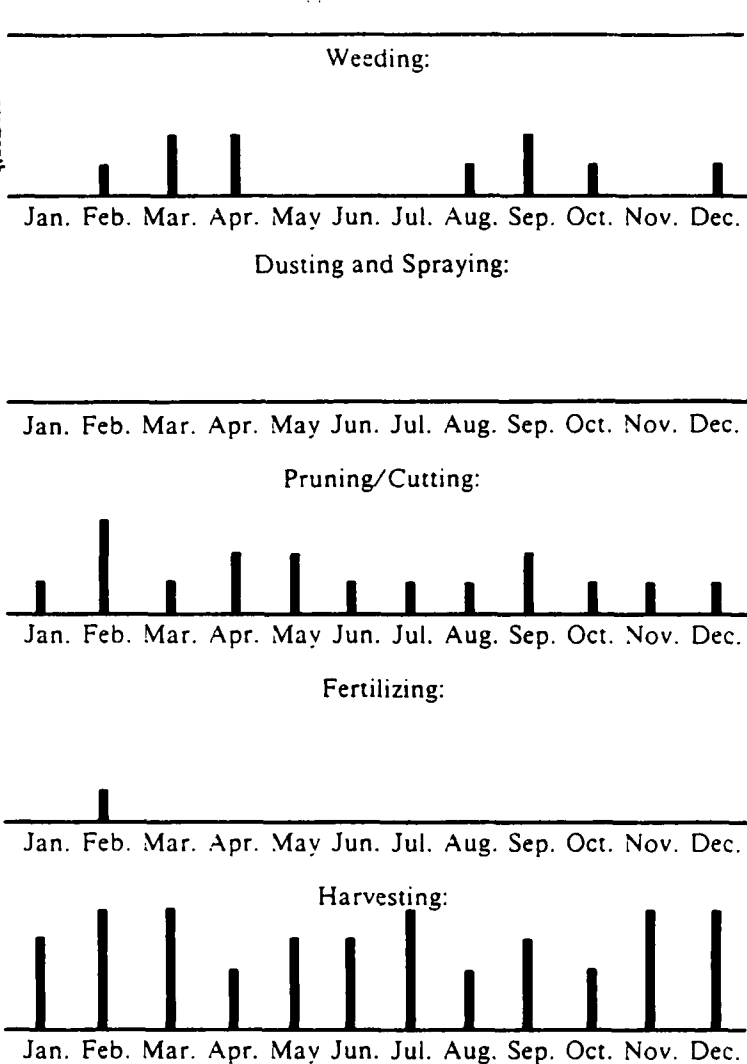 Weeding:
Jan. Feb. Mar. Apr. May Jun. Jul. Aug. Sep. Oct. Nov. Dec.
Dusting and Spraying:
Jan. Feb. Mar. Apr. May Jun. Jul. Aug. Sep. Oct. Nov. Dec.
Pruning/Cutting:
Jan. Feb. Mar. Apr. May Jun. Jul. Aug. Sep. Oct. Nov. Dec.
Fertilizing:
Jan. Feb. Mar. Apr. May Jun. Jul. Aug. Sep. Oct. Nov. Dec.
Harvesting:
Jan. Feb. Mar. Apr. May Jun. Jul. Aug. Sep. Oct. Nov. Dec.